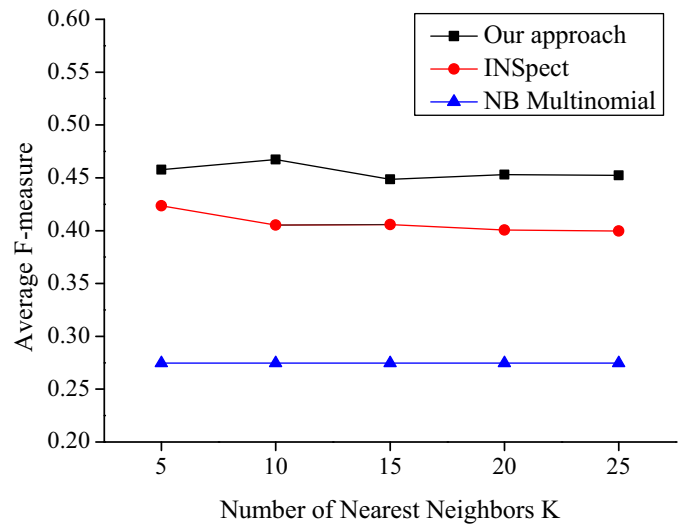 Our approach
INSpect
NB Multinomial
0.60
0.55
0.50
0.45
0.40
0.35
0.30
0.25
0.20
Average F-measure
5 10 15 20 25
Number of Nearest Neighbors K